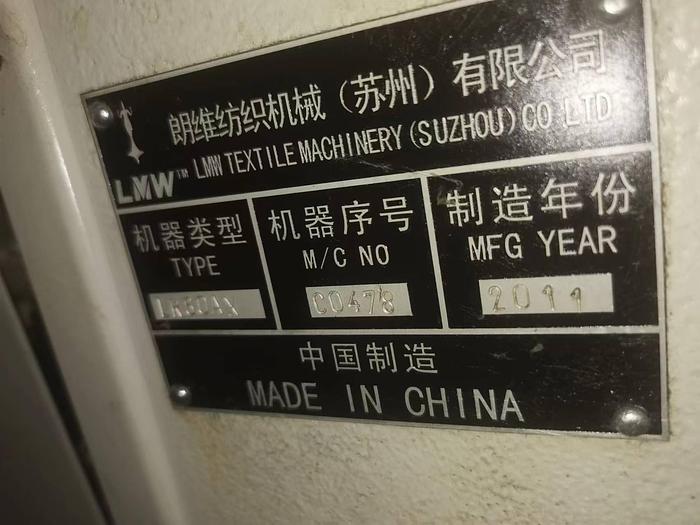 朗维纺织机械（苏州）有限公司
LMW™ LMW TEXTILE MACHINERY (SUZHOU) CO LTD
机器类型 机器序号 制造年份
TYPE M/C NO MFG YEAR
C0478 2011
中国制造
MADE IN CHINA